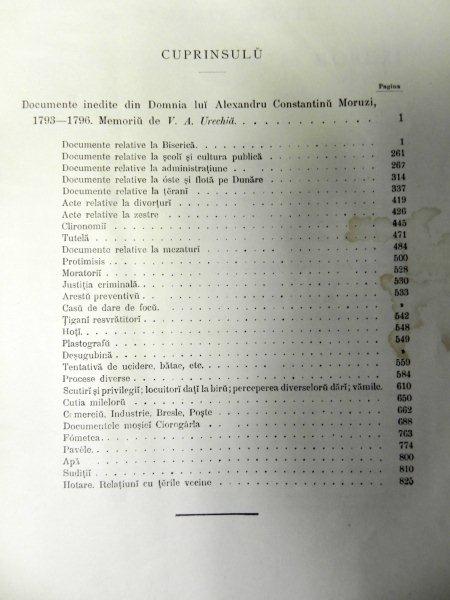 CUPRINSULŬ
Pagina
Documente inedite din Domnia luĭ Alexandru Constantinŭ Moruzi,
1793—1796. Memoriŭ de V. A. Urechiă. 1
Documente relative la Biserică. 1
Documente relative la școlĭ și cultura publică 261
Documente relative la administrațiune 267
Documente relative la óste și flotă pe Dunăre 314
Documente relative la țĕranĭ 337
Acte relative la divorțurĭ 419
Acte relative la zestre 426
Clironomiĭ 445
Tutelă 471
Documente relative la mezaturĭ 484
Protimisis 500
Moratoriĭ 528
Justiția criminală. 530
Arestŭ preventivŭ 533
Casŭ de dare de focŭ. »
Țiganĭ resvrătitorĭ 542
Hoțĭ. 548
Plastografŭ 549
Deșugubină »
Tentativă de ucidere, bătae, etc. 559
Procese diverse 584
Scutirĭ și privilegiĭ; locuitorĭ dațĭ la birŭ; perceperea diverselorŭ dărĭ; vămile. 610
Cutia milelorŭ 650
Comerciŭ, Industrie, Bresle, Poște 662
Documentele moșieĭ Ciorogârla 688
Fómetea. 763
Pavéle. 774
Apă 800
Sudițiĭ 810
Hotare. Relațiunĭ cu țĕrile vecine 825